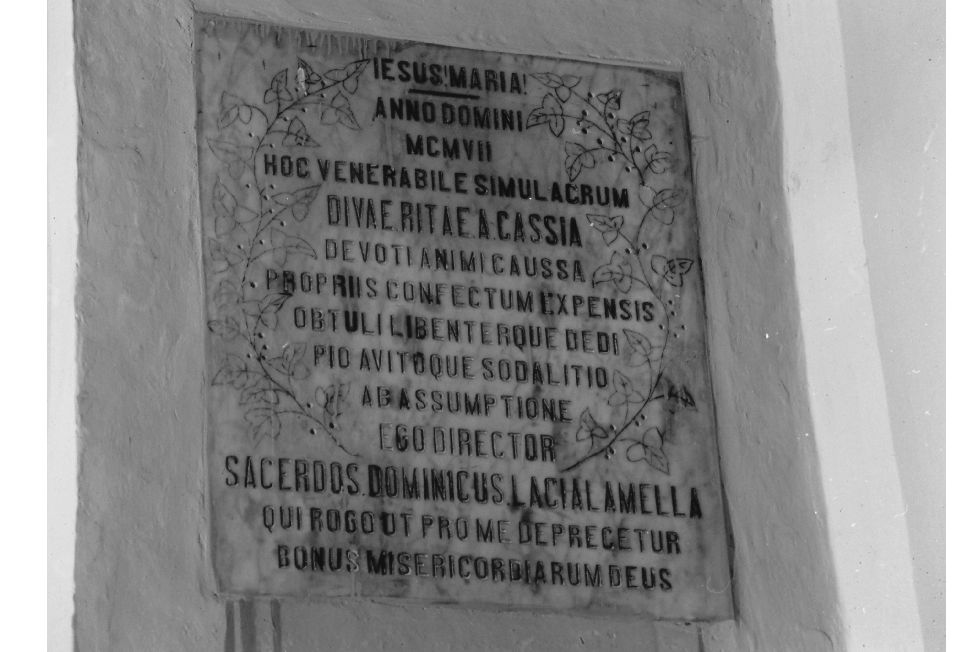 IESUS! MARIA!
ANNO DOMINI
MCMVII
HOC VENERABILE SIMULACRUM
DIVAE.RITAE.A.CASSIA
DEVOTI ANIMI CAUSSA
PROPRIIS CONFECTUM EXPENSIS
OBTULI LIBENTERQUE DEDI
PIO AVITOQUE SODALITIO
AB ASSUMPTIONE
EGO DIRECTOR
SACERDOS.DOMINICUS.LACIALAMELLA
QUI ROGO UT PRO ME DEPRECETUR
BONUS MISERICORDIARUM DEUS